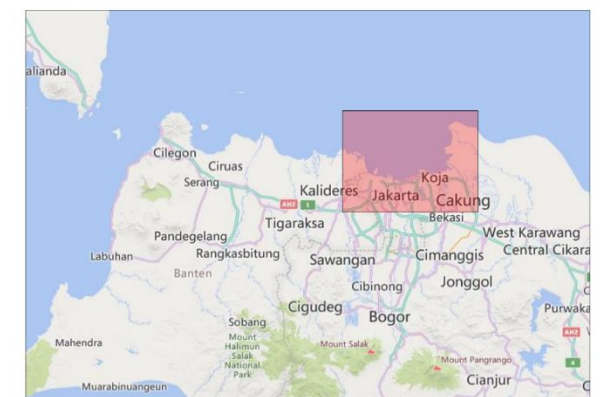 alianda
Cilegon
Ciruas
Serang
Kalideres
Koja
Jakarta
Cakung
AH2
1
Tigaraksa
Bekasi
West Karawang
Pandegelang
Rangkasbitung
Labuhan
Sawangan
Cimanggis
Central Cikara
Banten
Cibinong
Jonggol
Cigudeg
Bogor
Purwaka
Sobang
Mount
Halimun
Salak
National
Park
Mount Salak
AH2
4
Mahendra
Mount Pangrango
Cianjur
Muarabinuangeun